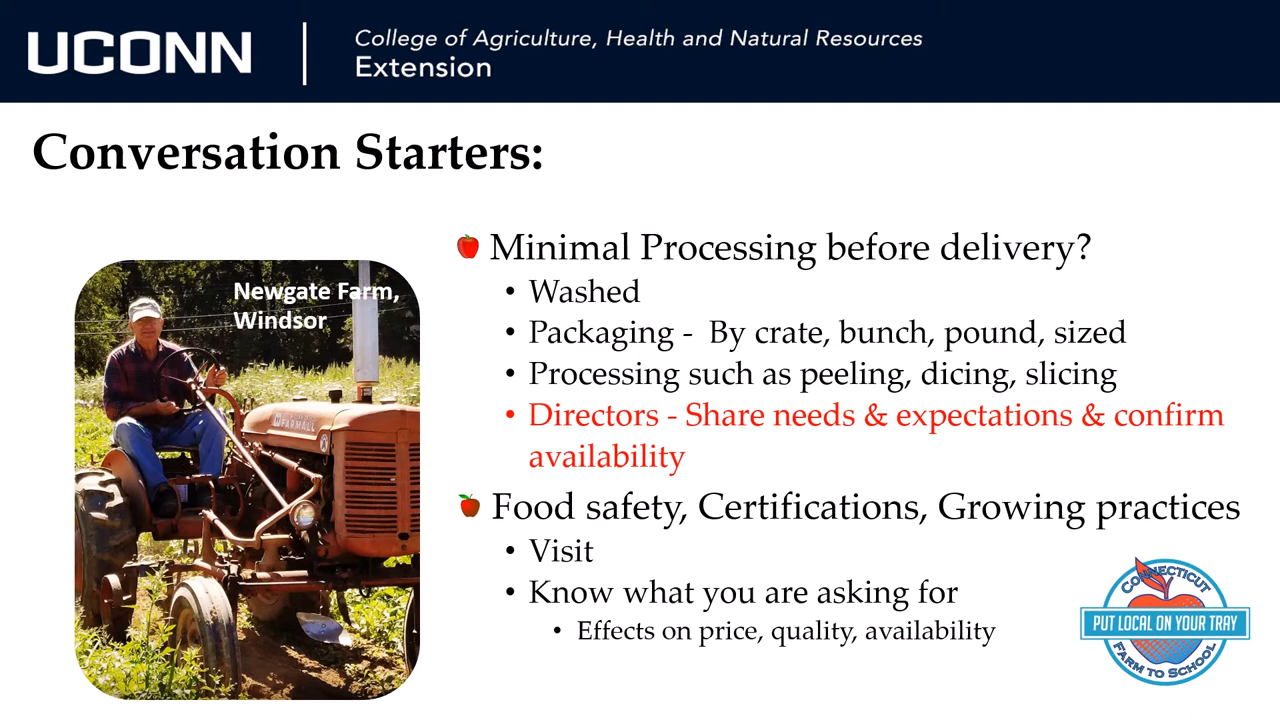 UCONN
College of Agriculture, Health and Natural Resources
Extension
Conversation Starters:
Newgate Farm,
Windsor
FARMALL
Minimal Processing before delivery?
• Washed
• Packaging - By crate, bunch, pound, sized
• Processing such as peeling, dicing, slicing
• Directors - Share needs & expectations & confirm
availability
Food safety, Certifications, Growing practices
• Visit
• Know what you are asking for
• Effects on price, quality, availability
CONNECTICUT
PUT LOCAL ON YOUR TRAY
FARM TO SCHOOL